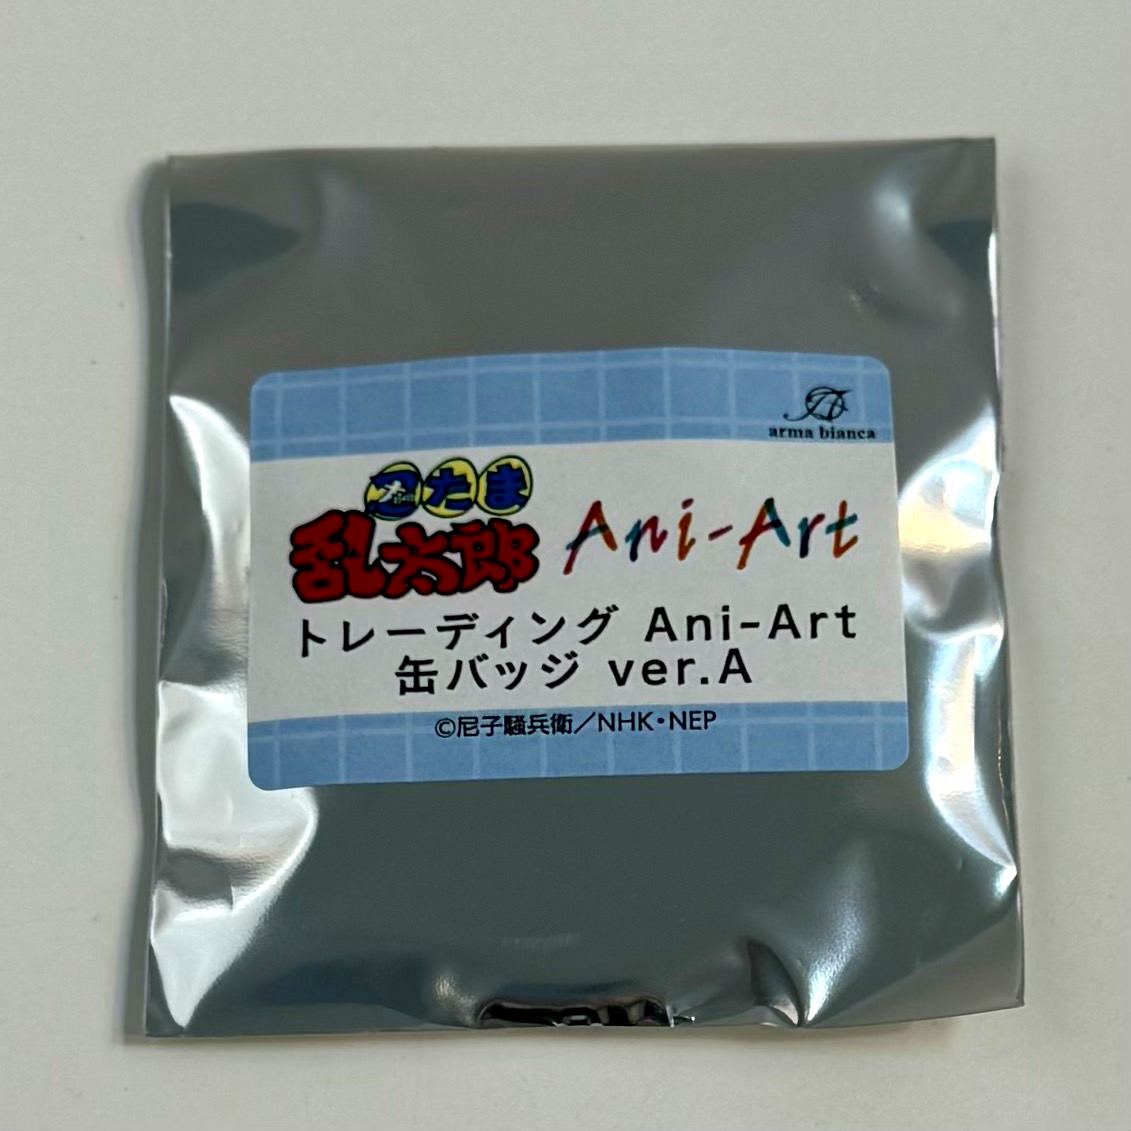 arma bianca
忍たま
乱太郎 Ani-Art
トレーディング Ani-Art
缶バッジ ver.A
©尼子騒兵衛／NHK・NEP